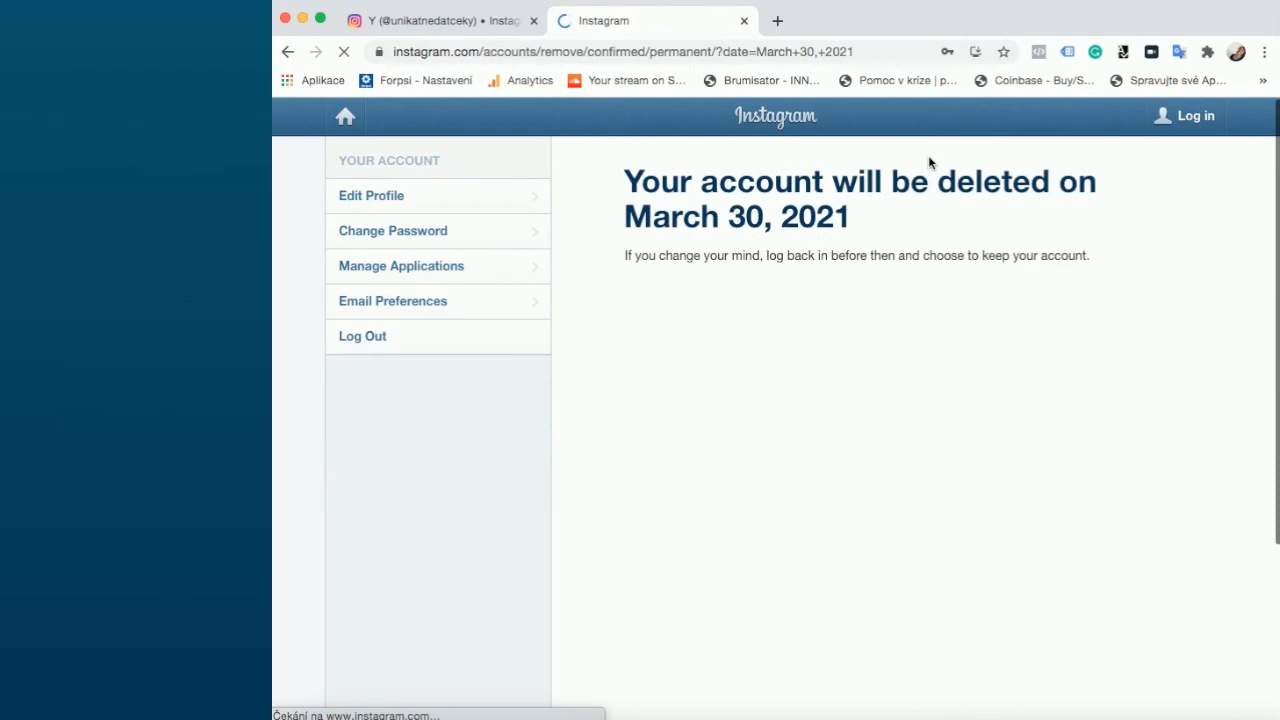 Y (@unikatnedatceky) • Instag
Instagram
instagram.com/accounts/remove/confirmed/permanent/?date=March+30,+2021
Aplikace
Forpsi - Nastavení
Analytics
Your stream on S...
Brumisator - INN...
Pomoc v krize | p...
Coinbase - Buy/S...
Spravujte své Ap...
»
Instagram
Log in
YOUR ACCOUNT
Edit Profile
Change Password
Manage Applications
Email Preferences
Log Out
Your account will be deleted on
March 30, 2021
If you change your mind, log back in before then and choose to keep your account.
Čekání na www.instagram.com...